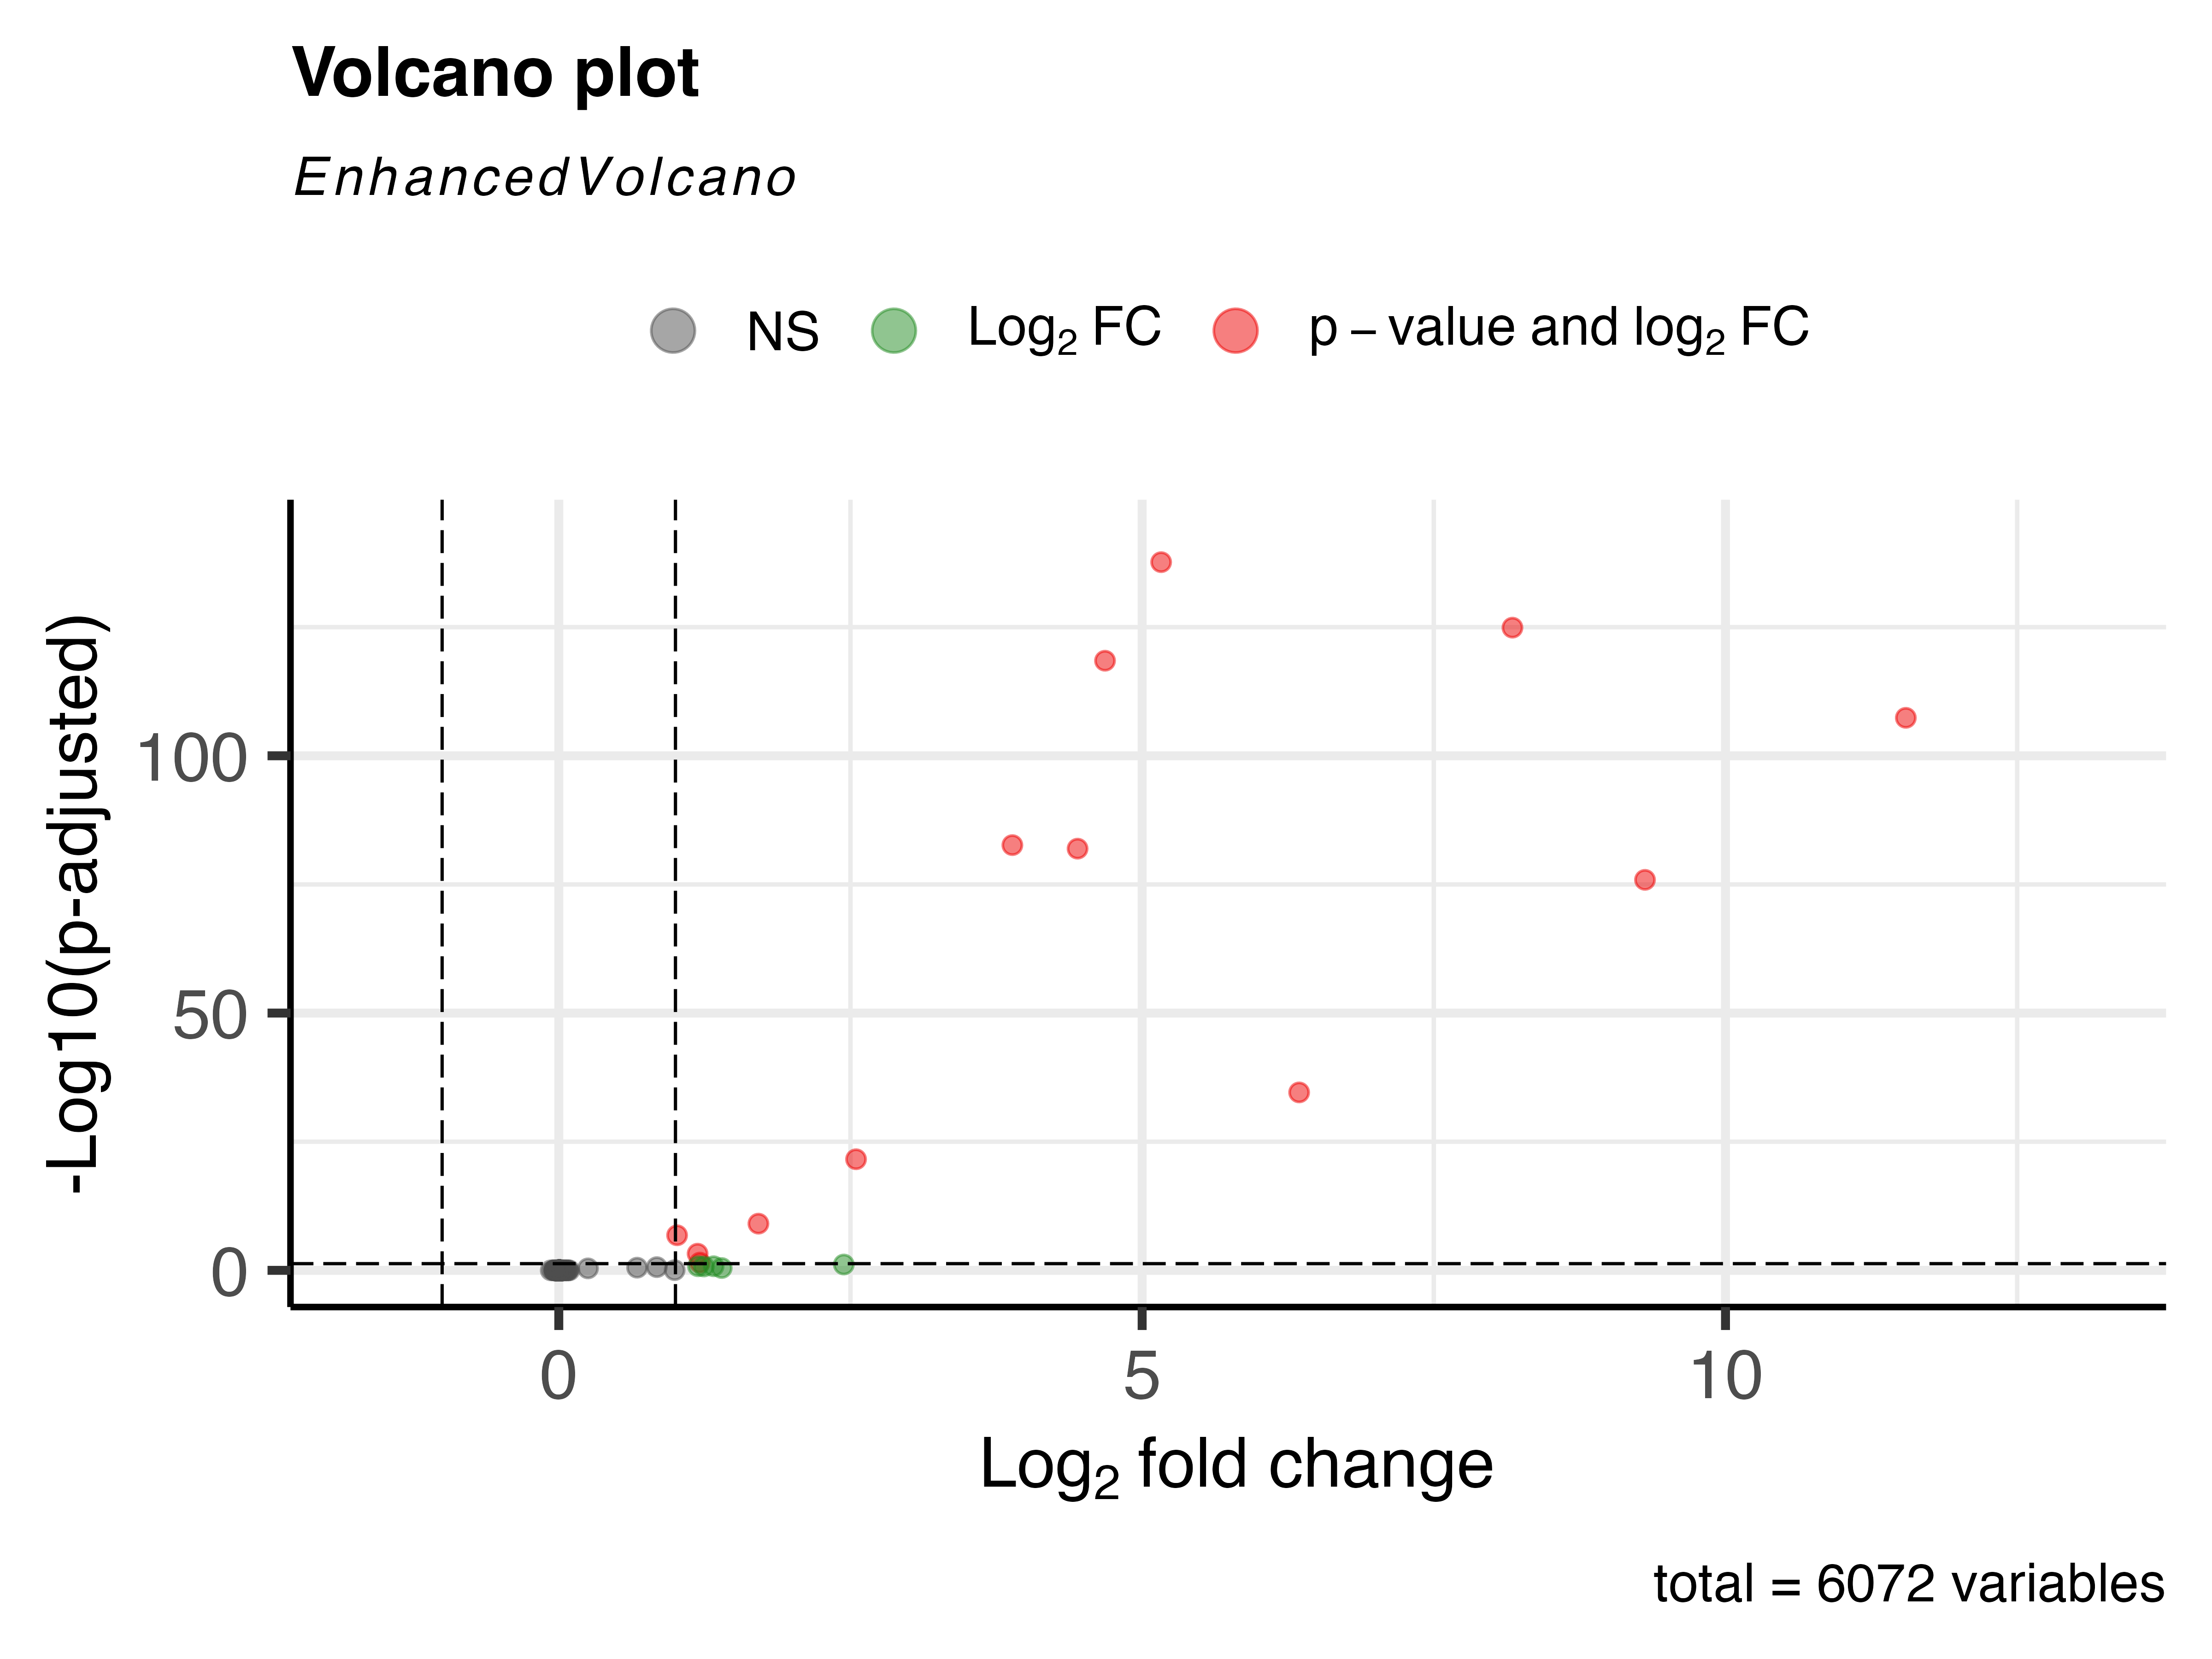 Volcano plot
EnhancedVolcano
NS Log₂ FC p – value and log₂ FC
-Log10(p-adjusted)
100
50
0
0 5 10
Log₂ fold change
total = 6072 variables